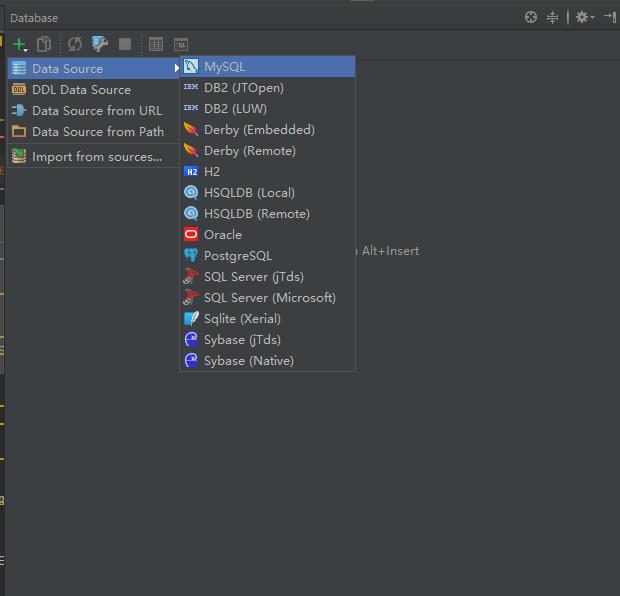 Database
Data Source
DDL Data Source
Data Source from URL
Data Source from Path
Import from sources...
MySQL
DB2 (JTOpen)
DB2 (LUW)
Derby (Embedded)
Derby (Remote)
H2
HSQLDB (Local)
HSQLDB (Remote)
Oracle
PostgreSQL
SQL Server (jTds)
SQL Server (Microsoft)
Sqlite (Xerial)
Sybase (jTds)
Sybase (Native)
Alt+Insert